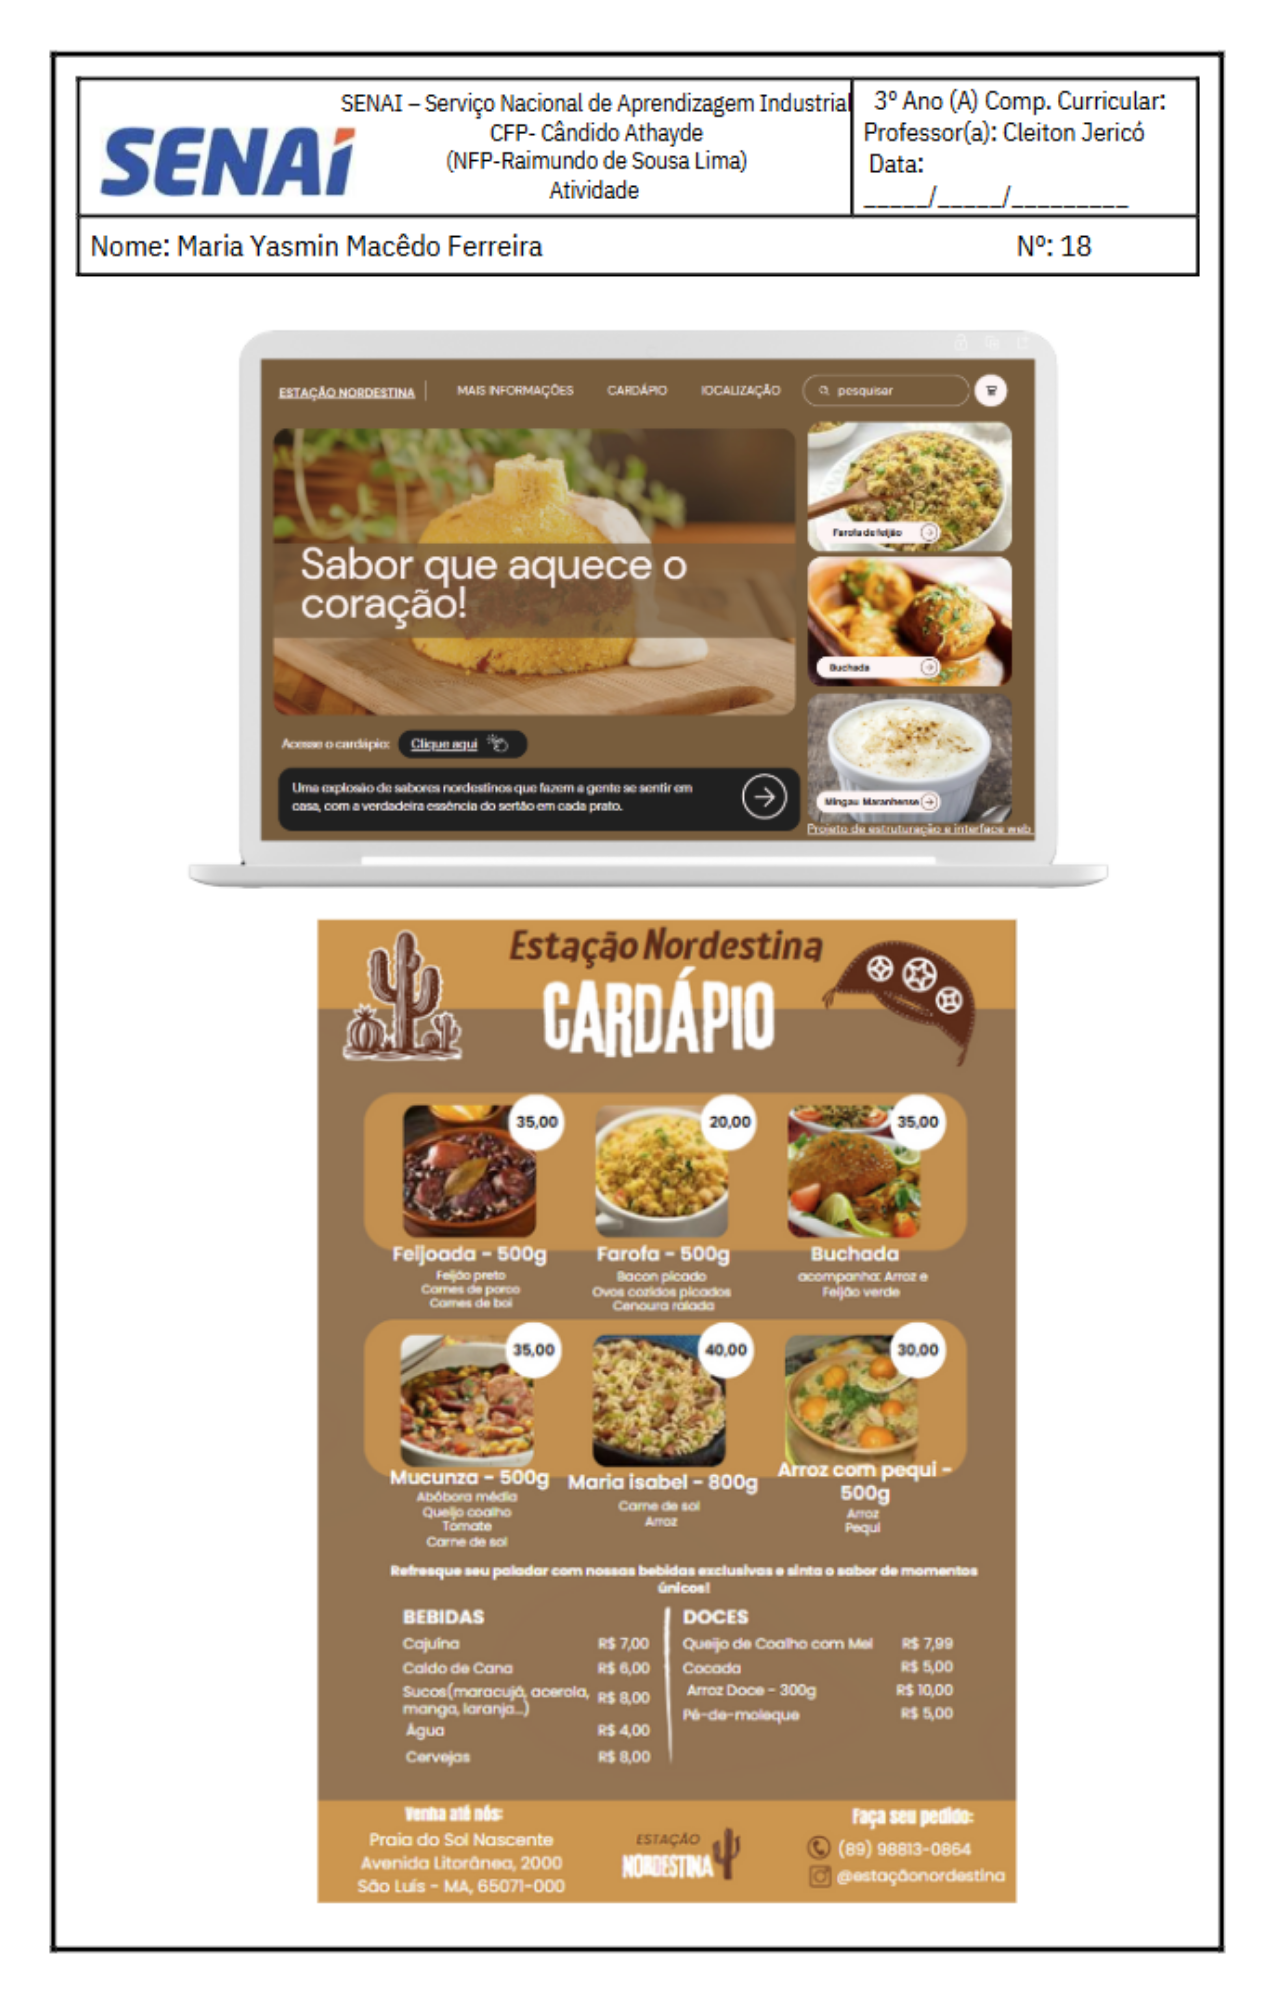 SENAI
SENAI – Serviço Nacional de Aprendizagem Industrial
CFP- Cândido Athayde
(NFP-Raimundo de Sousa Lima)
Atividade
3º Ano (A) Comp. Curricular:
Professor(a): Cleiton Jericó
Data:
_____/_____/_________
Nome: Maria Yasmin Macêdo Ferreira
Nº: 18
ESTAÇÃO NORDESTINA
MAIS INFORMAÇÕES
CARDÁPIO
lOCALIZAÇÃO
pesquisar
Sabor que aquece o
coração!
Farofa de feijão
Buchada
Mingau Maranhense
Acesse o cardápio:
Clique aqui
Uma explosão de sabores nordestinos que fazem a gente se sentir em
casa, com a verdadeira essência do sertão em cada prato.
Projeto de estruturação e interface web
Estação Nordestina
CARDÁPIO
35,00
20,00
35,00
Feijoada - 500g
Feijão preto
Carnes de porco
Carnes de boi
Farofa - 500g
Bacon picado
Ovos cozidos picados
Cenoura ralada
Buchada
acompanha: Arroz e
Feijão verde
35,00
40,00
30,00
Mucunza - 500g
Abóbora média
Queijo coalho
Tomate
Carne de sol
Maria isabel - 800g
Carne de sol
Arroz
Arroz com pequi -
500g
Arroz
Pequi
Refresque seu paladar com nossas bebidas exclusivas e sinta o sabor de momentos
únicos!
BEBIDAS
Cajuína R$ 7,00
Caldo de Cana R$ 6,00
Sucos(maracujá, acerola,
manga, laranja...) R$ 8,00
Água R$ 4,00
Cervejas R$ 8,00
DOCES
Queijo de Coalho com Mel R$ 7,99
Cocada R$ 5,00
Arroz Doce - 300g R$ 10,00
Pé-de-moleque R$ 5,00
Venha até nós:
Praia do Sol Nascente
Avenida Litorânea, 2000
São Luís - MA, 65071-000
ESTAÇÃO
NORDESTINA
Faça seu pedido:
(89) 98813-0864
@estaçãonordestina